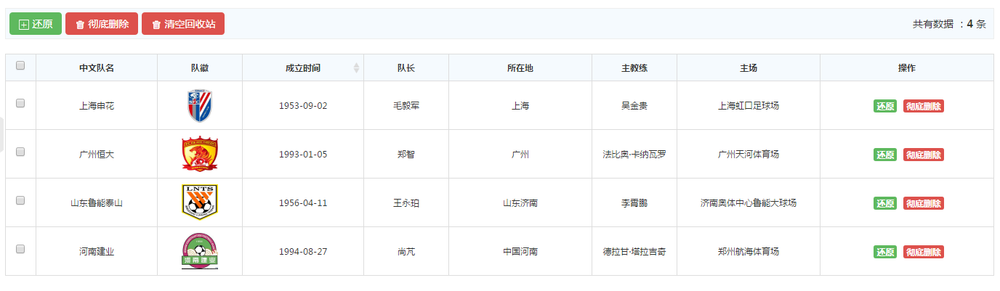 还原 彻底删除 清空回收站 共有数据 ：4 条
中文队名 队徽 成立时间 队长 所在地 主教练 主场 操作
上海申花 1953-09-02 毛毅军 上海 吴金贵 上海虹口足球场 还原 彻底删除
广州恒大 1993-01-05 郑智 广州 法比奥·卡纳瓦罗 广州天河体育场 还原 彻底删除
LNTS
山东鲁能泰山 1956-04-11 王永珀 山东济南 李霄鹏 济南奥体中心鲁能大球场 还原 彻底删除
河南建业 1994-08-27 尚芃 中国河南 德拉甘·塔拉吉奇 郑州航海体育场 还原 彻底删除
河南建业